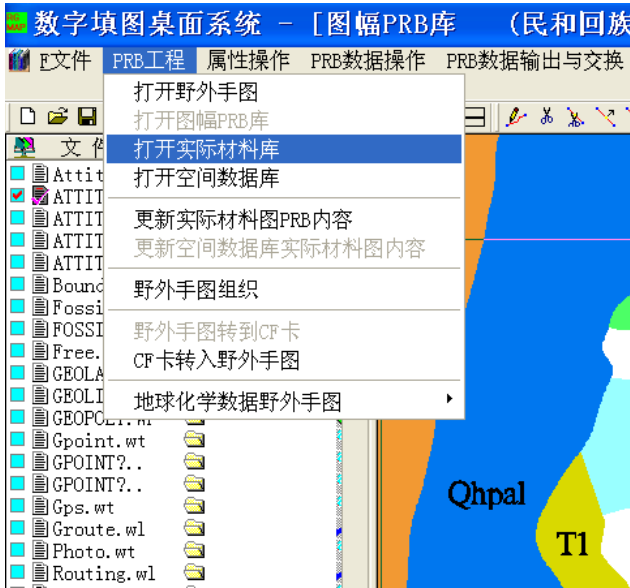 RG MAP 数字填图桌面系统 - [图幅PRB库 (民和回族
F文件 PRB工程 属性操作 PRB数据操作 PRB数据输出与交换
打开野外手图
打开图幅PRB库
打开实际材料库
打开空间数据库
更新实际材料图PRB内容
更新空间数据库实际材料图内容
野外手图组织
野外手图转到CF卡
CF卡转入野外手图
地球化学数据野外手图
文件
Attit
ATTIT
ATTIT
ATTIT
ATTIT
Bound
Fossi
FOSSI
Free.
GEOLA
GEOLI
GEOPOLY.wp
Gpoint.wt
GPOINT?..
GPOINT?..
Gps.wt
Groute.wl
Photo.wt
Routing.wl
Qhpal
T1